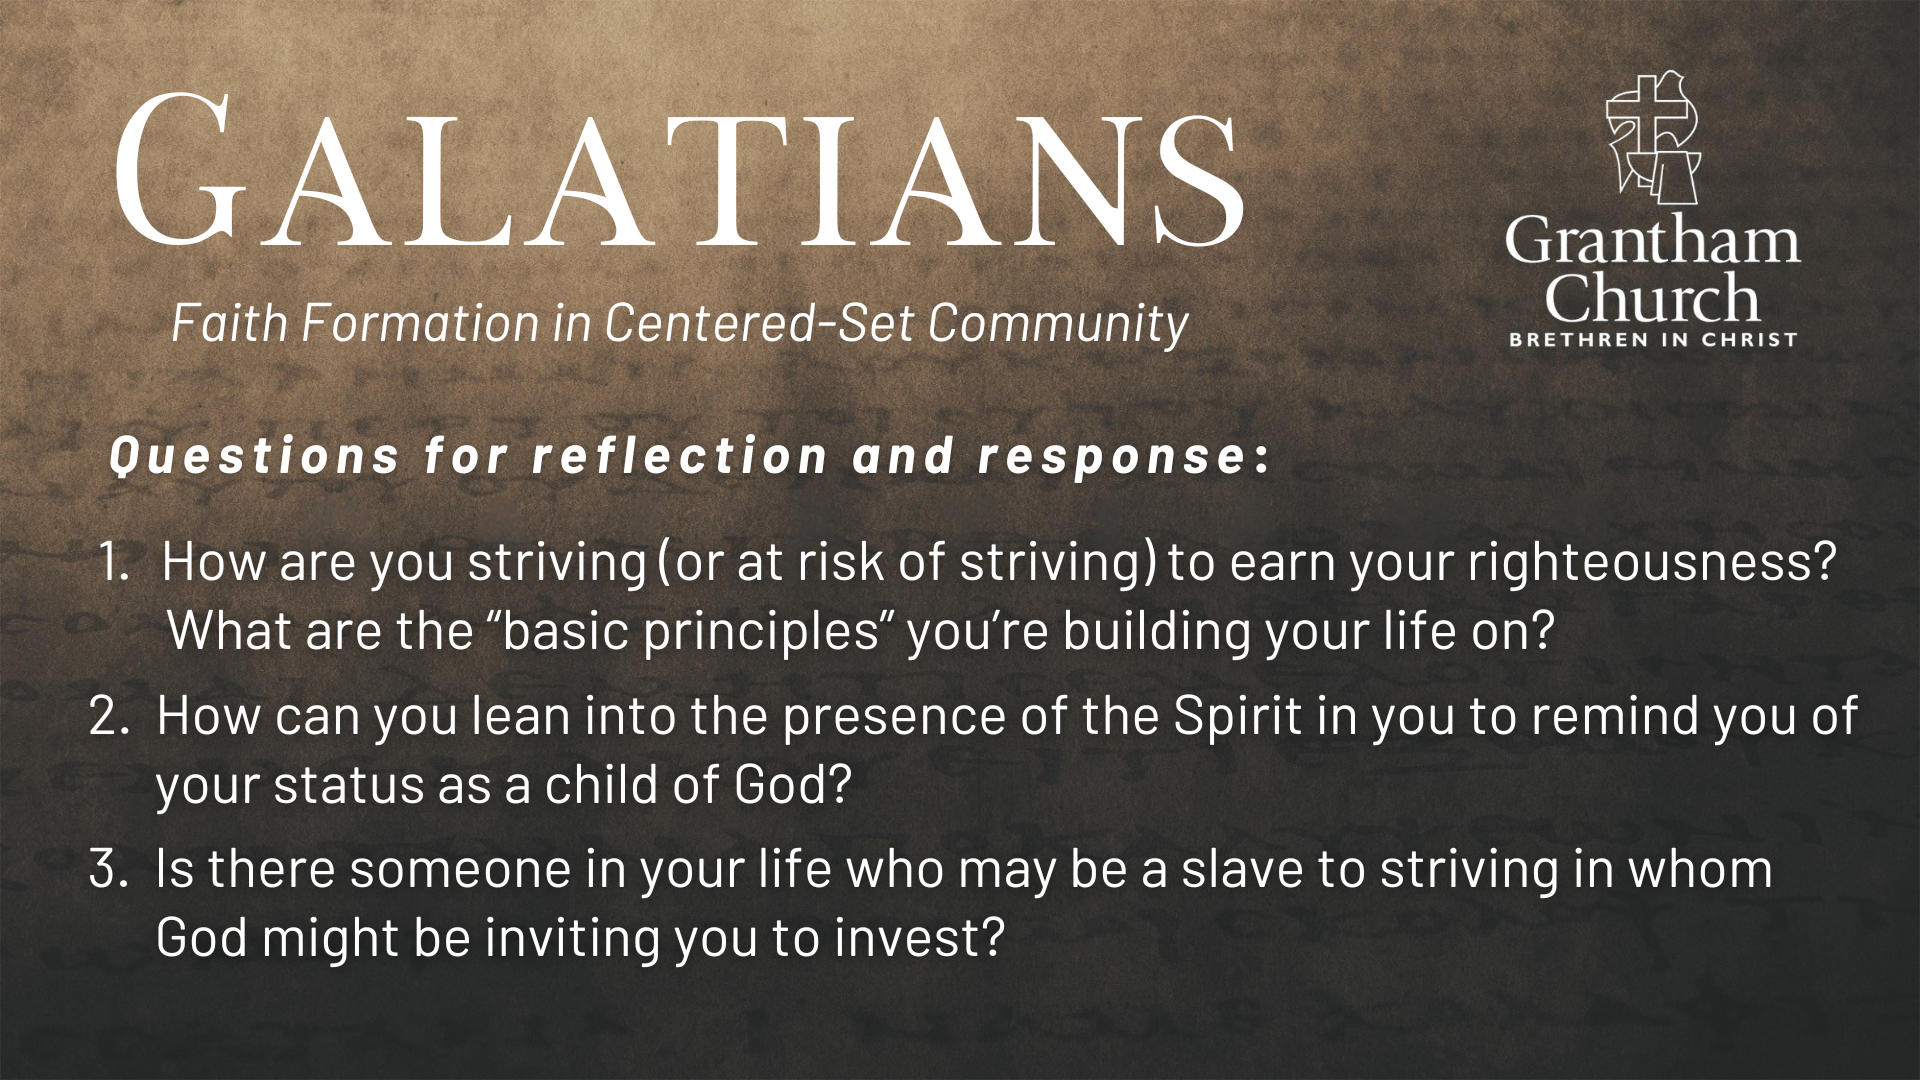 GALATIANS
Faith Formation in Centered-Set Community
Grantham
Church
BRETHREN IN CHRIST
Questions for reflection and response:
1. How are you striving (or at risk of striving) to earn your righteousness?
What are the “basic principles” you’re building your life on?
2. How can you lean into the presence of the Spirit in you to remind you of
your status as a child of God?
3. Is there someone in your life who may be a slave to striving in whom
God might be inviting you to invest?